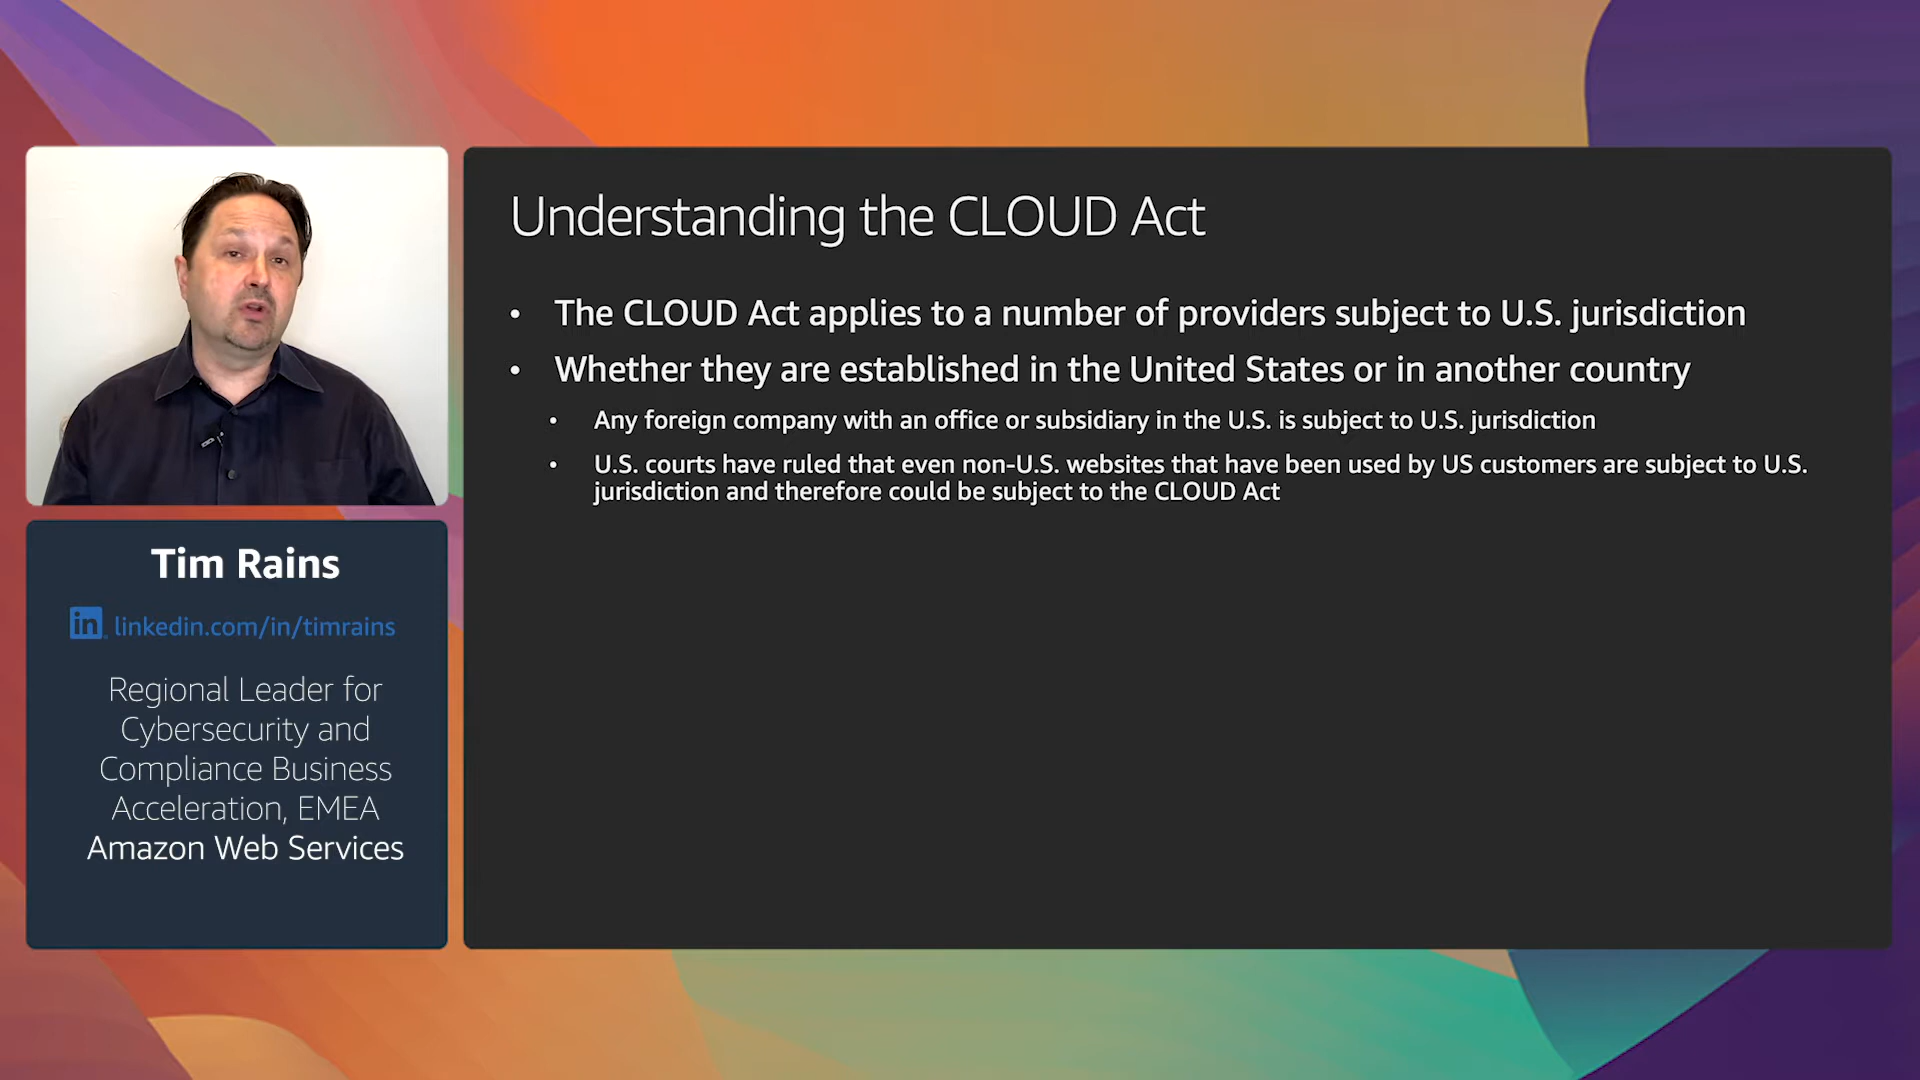 Understanding the CLOUD Act
• The CLOUD Act applies to a number of providers subject to U.S. jurisdiction
• Whether they are established in the United States or in another country
• Any foreign company with an office or subsidiary in the U.S. is subject to U.S. jurisdiction
• U.S. courts have ruled that even non-U.S. websites that have been used by US customers are subject to U.S.
jurisdiction and therefore could be subject to the CLOUD Act
Tim Rains
in linkedin.com/in/timrains
Regional Leader for
Cybersecurity and
Compliance Business
Acceleration, EMEA
Amazon Web Services